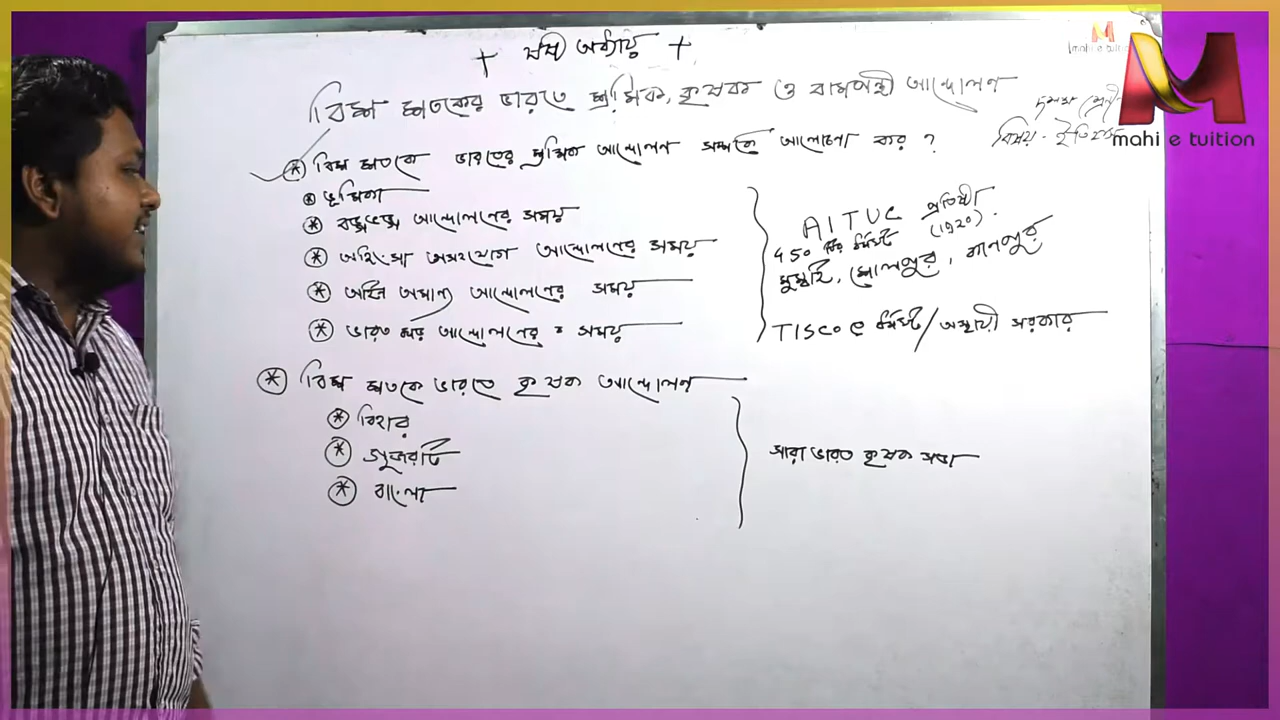 + ষষ্ঠ অধ্যায় +
বিংশ শতকের ভারতে শ্রমিক, কৃষক ও বামপন্থী আন্দোলন
দশম শ্রেণী
বিষয় - ইতিহাস
বিংশ শতকে ভারতের শ্রমিক আন্দোলন সম্পর্কে আলোচনা কর ?
ভূমিকা
বঙ্গভঙ্গ আন্দোলনের সময়
অহিংসা অসহযোগ আন্দোলনের সময়
আইন অমান্য আন্দোলনের সময়
ভারত ছাড় আন্দোলনের সময়
AITUC প্রতিষ্ঠা
(1920).
450 টির ধর্মঘট
মুম্বাই, শোলাপুর, কানপুর
TISCO e ধর্মঘট / অস্থায়ী সরকার
বিংশ শতকে ভারতে কৃষক আন্দোলন
বিহার
গুজরাট
বাংলা
সারা ভারত কৃষক সভা
mahi e tuition
mahi e tuition